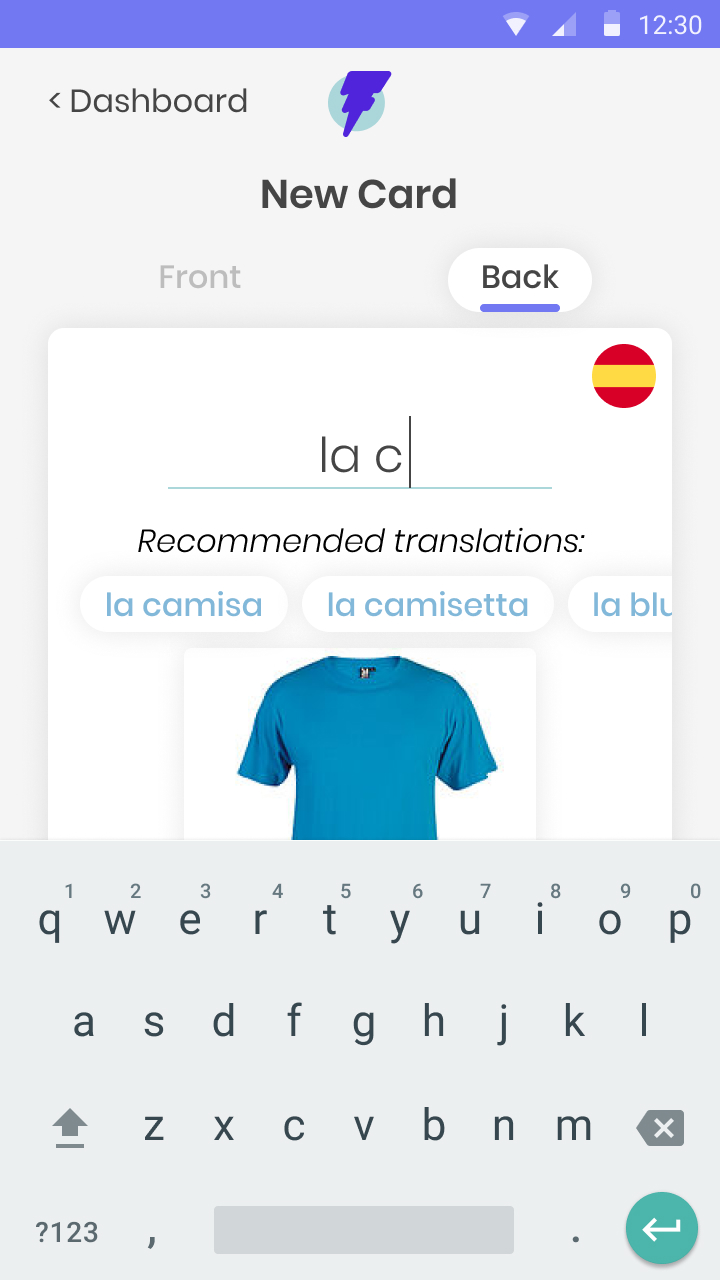 12:30
< Dashboard
New Card
Front Back
la c
Recommended translations:
la camisa la camisetta la blu
1 2 3 4 5 6 7 8 9 0
q w e r t y u i o p
a s d f g h j k l
z x c v b n m
?123 , .